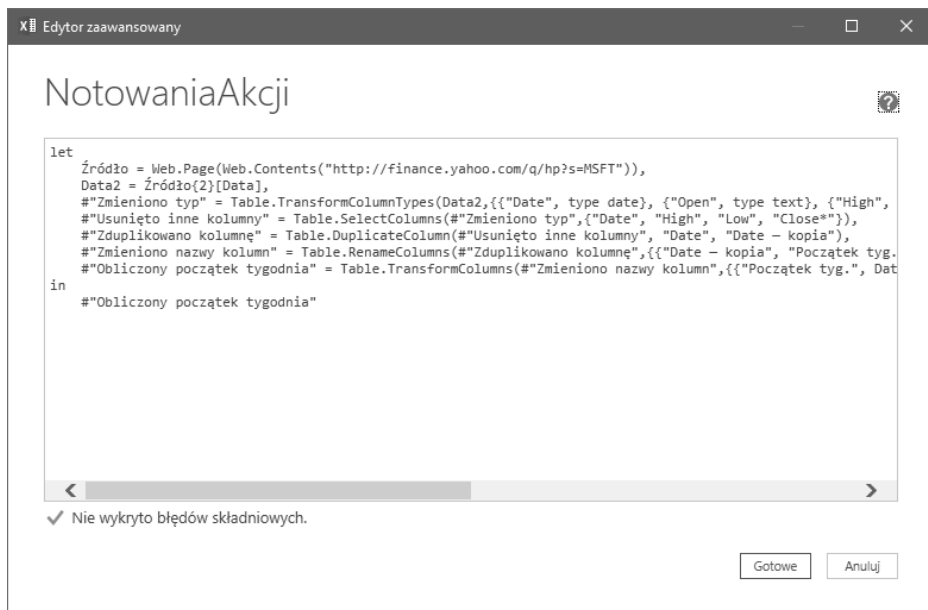 Edytor zaawansowany
NotowaniaAkcji
let
Źródło = Web.Page(Web.Contents("http://finance.yahoo.com/q/hp?s=MSFT")),
Data2 = Źródło{2}[Data],
#"Zmieniono typ" = Table.TransformColumnTypes(Data2,{{"Date", type date}, {"Open", type text}, {"High",
#"Usunięto inne kolumny" = Table.SelectColumns(#"Zmieniono typ",{"Date", "High", "Low", "Close*"}),
#"Zduplikowano kolumnę" = Table.DuplicateColumn(#"Usunięto inne kolumny", "Date", "Date — kopia"),
#"Zmieniono nazwy kolumn" = Table.RenameColumns(#"Zduplikowano kolumnę",{{"Date — kopia", "Początek tyg.
#"Obliczony początek tygodnia" = Table.TransformColumns(#"Zmieniono nazwy kolumn",{{"Początek tyg.", Dat
in
#"Obliczony początek tygodnia"
Nie wykryto błędów składniowych.
Gotowe Anuluj